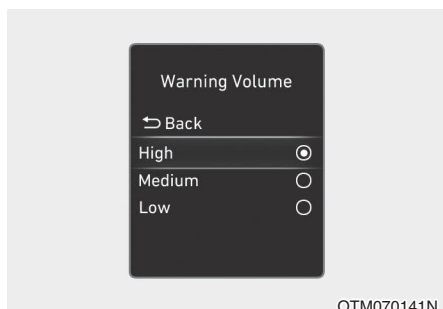 Warning Volume
Back
High
Medium
Low
OTM070141N